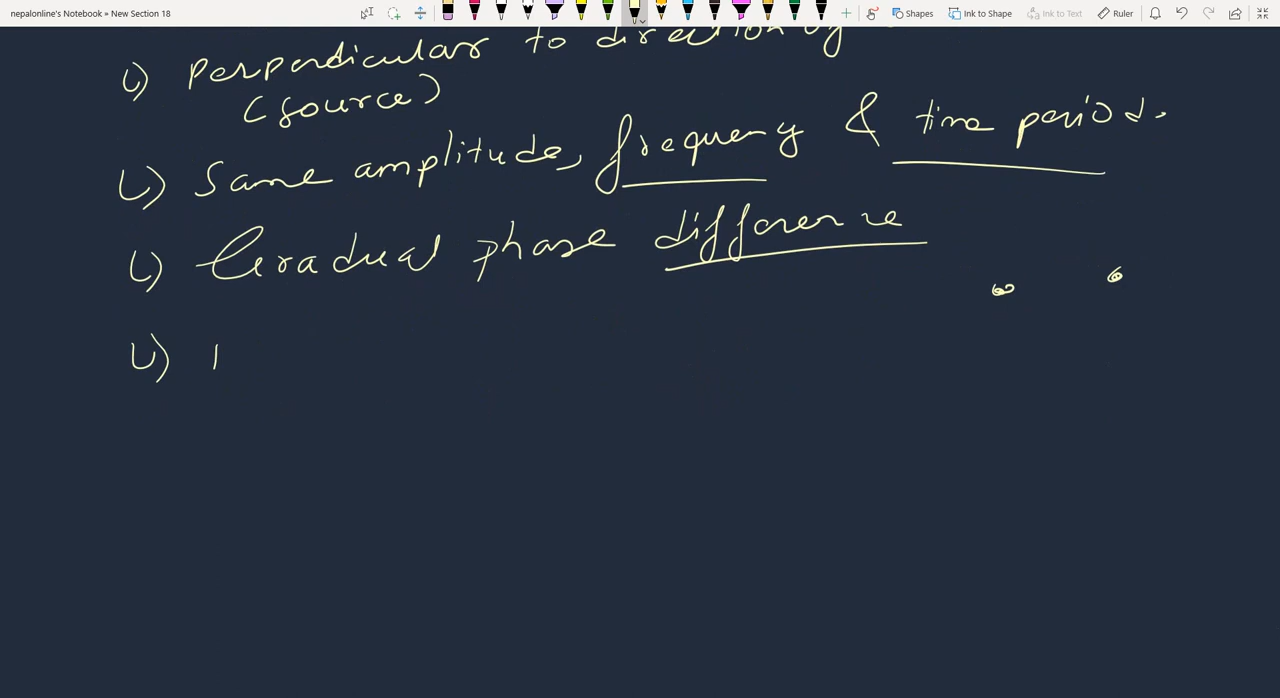 nepalonline's Notebook » New Section 18
Shapes Ink to Shape Ink to Text Ruler
perpendicular to direction of
(source)
Same amplitude, frequency & time period.
Gradual phase difference